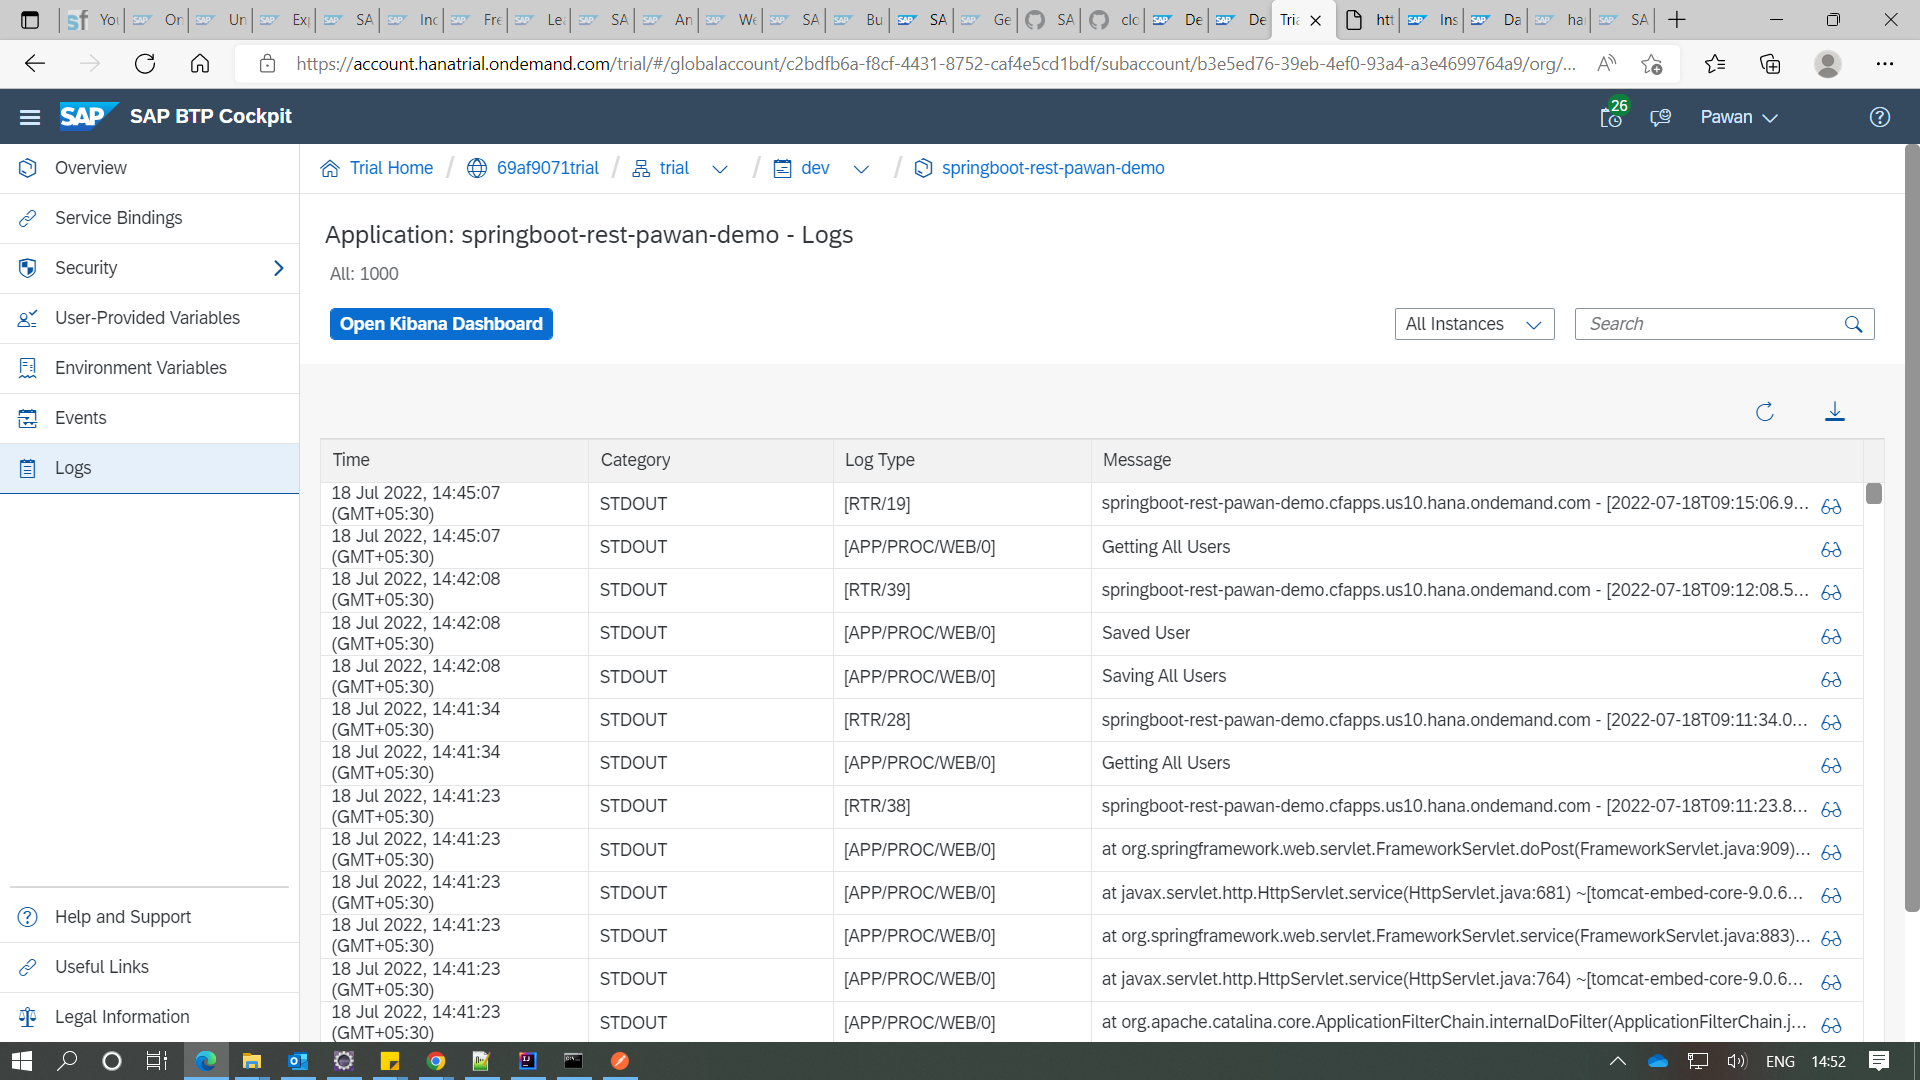 You
On
Un
Exp
SA
Inc
Fre
Lea
SA
An
We
SA
Bu
SA
Ge
SA
clo
De
De
Tria
htt
Ins
Da
ha
SA
https://account.hanatrial.ondemand.com/trial/#/globalaccount/c2bdfb6a-f8cf-4431-8752-caf4e5cd1bdf/subaccount/b3e5ed76-39eb-4ef0-93a4-a3e4699764a9/org/...
SAP SAP BTP Cockpit
26
Pawan
Overview
Service Bindings
Security
User-Provided Variables
Environment Variables
Events
Logs
Help and Support
Useful Links
Legal Information
Trial Home / 69af9071trial / trial / dev / springboot-rest-pawan-demo
Application: springboot-rest-pawan-demo - Logs
All: 1000
Open Kibana Dashboard
All Instances
Search
Time Category Log Type Message
18 Jul 2022, 14:45:07
(GMT+05:30)
STDOUT [RTR/19] springboot-rest-pawan-demo.cfapps.us10.hana.ondemand.com - [2022-07-18T09:15:06.9...
18 Jul 2022, 14:45:07
(GMT+05:30)
STDOUT [APP/PROC/WEB/0] Getting All Users
18 Jul 2022, 14:42:08
(GMT+05:30)
STDOUT [RTR/39] springboot-rest-pawan-demo.cfapps.us10.hana.ondemand.com - [2022-07-18T09:12:08.5...
18 Jul 2022, 14:42:08
(GMT+05:30)
STDOUT [APP/PROC/WEB/0] Saved User
18 Jul 2022, 14:42:08
(GMT+05:30)
STDOUT [APP/PROC/WEB/0] Saving All Users
18 Jul 2022, 14:41:34
(GMT+05:30)
STDOUT [RTR/28] springboot-rest-pawan-demo.cfapps.us10.hana.ondemand.com - [2022-07-18T09:11:34.0...
18 Jul 2022, 14:41:34
(GMT+05:30)
STDOUT [APP/PROC/WEB/0] Getting All Users
18 Jul 2022, 14:41:23
(GMT+05:30)
STDOUT [RTR/38] springboot-rest-pawan-demo.cfapps.us10.hana.ondemand.com - [2022-07-18T09:11:23.8...
18 Jul 2022, 14:41:23
(GMT+05:30)
STDOUT [APP/PROC/WEB/0] at org.springframework.web.servlet.FrameworkServlet.doPost(FrameworkServlet.java:909)...
18 Jul 2022, 14:41:23
(GMT+05:30)
STDOUT [APP/PROC/WEB/0] at javax.servlet.http.HttpServlet.service(HttpServlet.java:681) ~[tomcat-embed-core-9.0.6...
18 Jul 2022, 14:41:23
(GMT+05:30)
STDOUT [APP/PROC/WEB/0] at org.springframework.web.servlet.FrameworkServlet.service(FrameworkServlet.java:883)...
18 Jul 2022, 14:41:23
(GMT+05:30)
STDOUT [APP/PROC/WEB/0] at javax.servlet.http.HttpServlet.service(HttpServlet.java:764) ~[tomcat-embed-core-9.0.6...
18 Jul 2022, 14:41:23
(GMT+05:30)
STDOUT [APP/PROC/WEB/0] at org.apache.catalina.core.ApplicationFilterChain.internalDoFilter(ApplicationFilterChain.j...
ENG 14:52